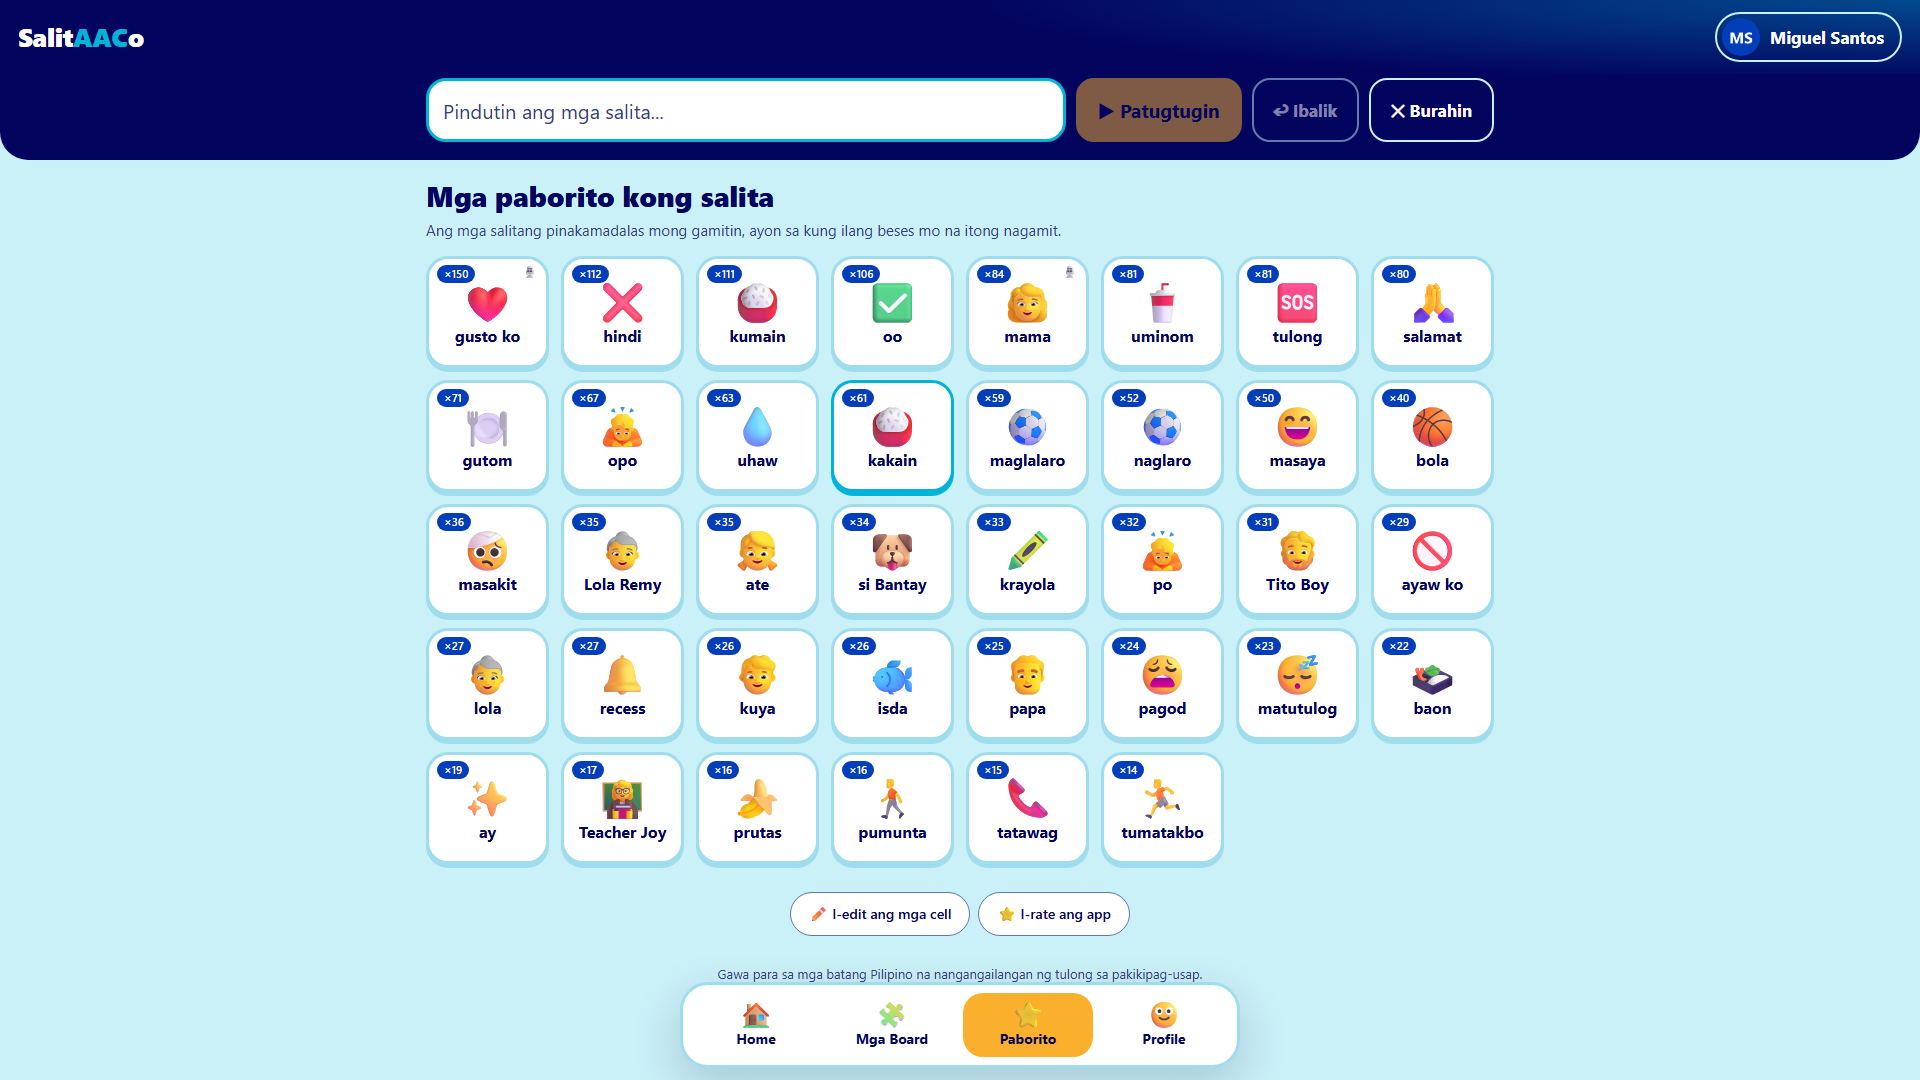 SalitAACo
MS Miguel Santos
Pindutin ang mga salita...
▶ Patugtugin
↩ Ibalik
✕ Burahin
Mga paborito kong salita
Ang mga salitang pinakamadalas mong gamitin, ayon sa kung ilang beses mo na itong nagamit.
×150 gusto ko
×112 hindi
×111 kumain
×106 oo
×84 mama
×81 uminom
×81 SOS tulong
×80 salamat
×71 gutom
×67 opo
×63 uhaw
×61 kakain
×59 maglalaro
×52 naglaro
×50 masaya
×40 bola
×36 masakit
×35 Lola Remy
×35 ate
×34 si Bantay
×33 krayola
×32 po
×31 Tito Boy
×29 ayaw ko
×27 lola
×27 recess
×26 kuya
×26 isda
×25 papa
×24 pagod
×23 matutulog
×22 baon
×19 ay
×17 Teacher Joy
×16 prutas
×16 pumunta
×15 tatawag
×14 tumatakbo
I-edit ang mga cell
I-rate ang app
Gawa para sa mga batang Pilipino na nangangailangan ng tulong sa pakikipag-usap.
Home
Mga Board
Paborito
Profile